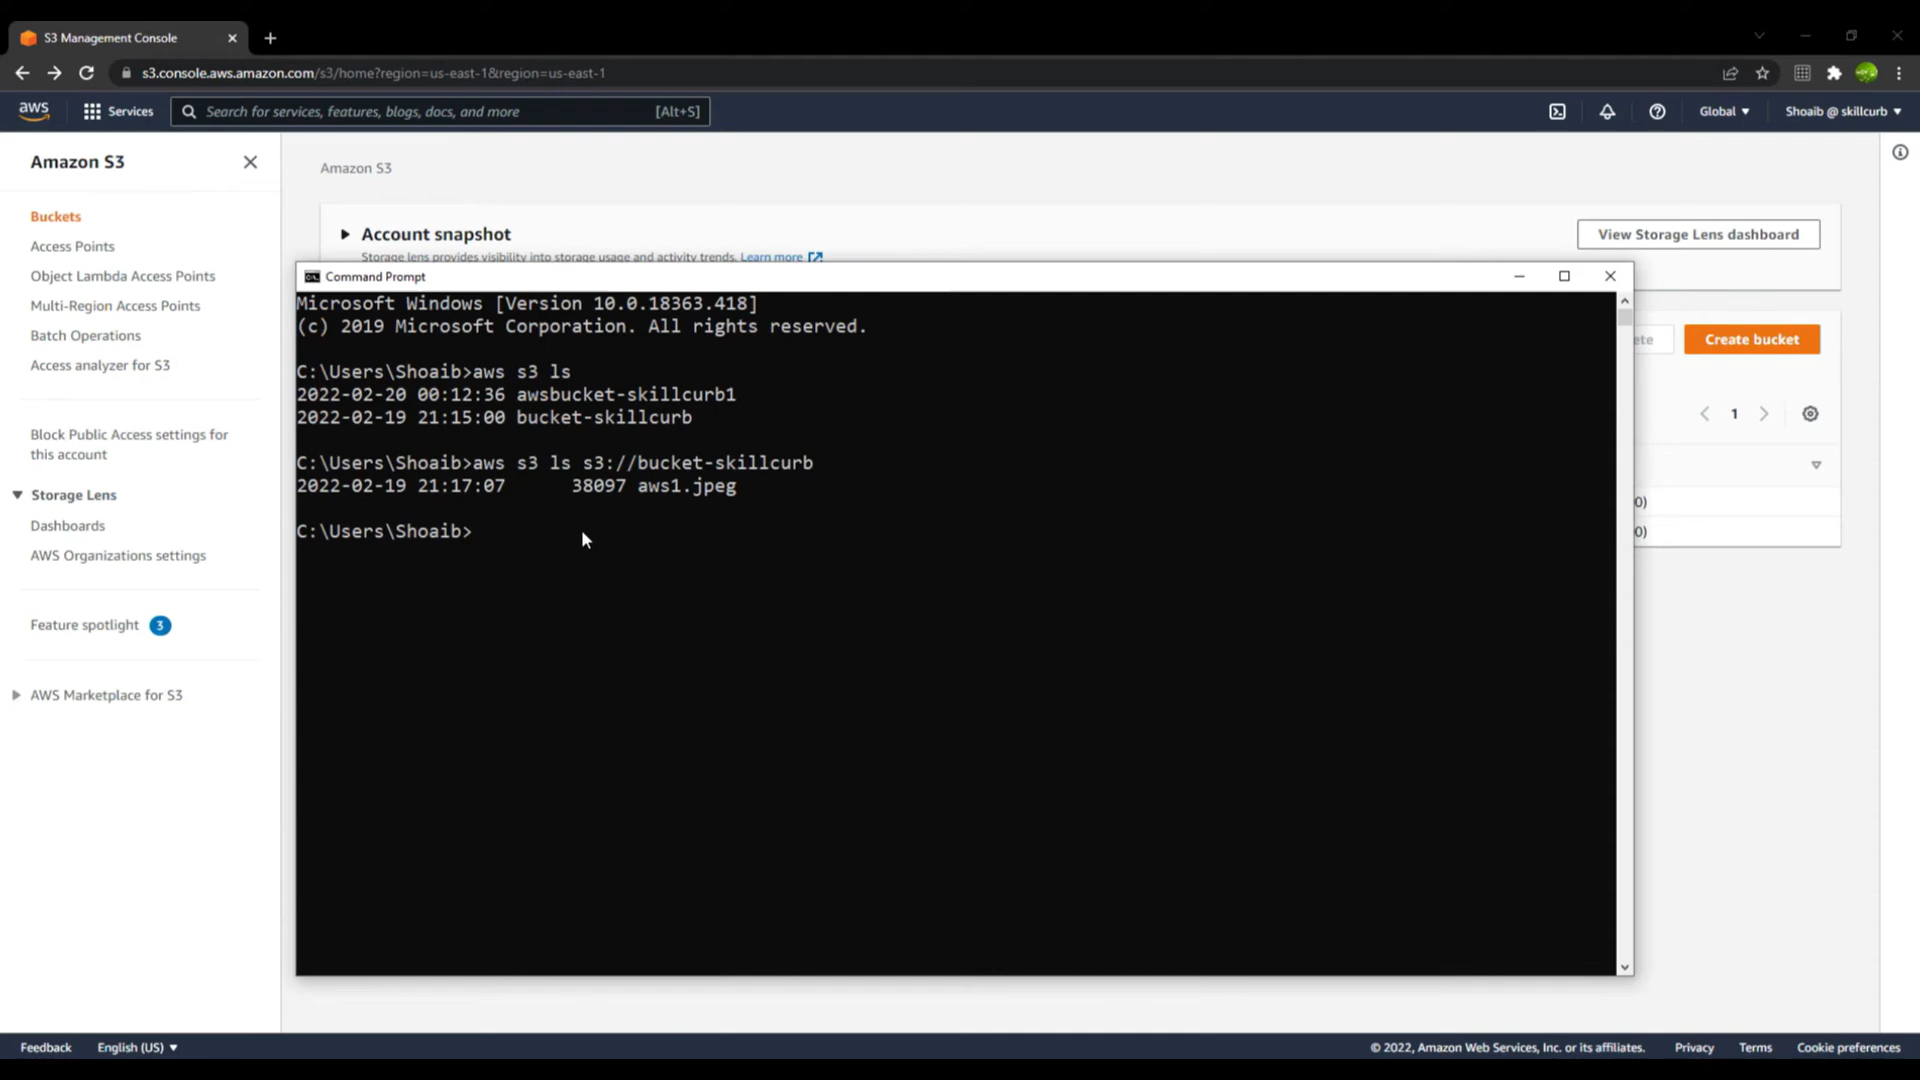 S3 Management Console
s3.console.aws.amazon.com/s3/home?region=us-east-1&region=us-east-1
aws
Services
Search for services, features, blogs, docs, and more
[Alt+S]
Global
Shoaib @ skillcurb
Amazon S3
Buckets
Access Points
Object Lambda Access Points
Multi-Region Access Points
Batch Operations
Access analyzer for S3
Block Public Access settings for
this account
Storage Lens
Dashboards
AWS Organizations settings
Feature spotlight 3
AWS Marketplace for S3
Amazon S3
Account snapshot
Storage lens provides visibility into storage usage and activity trends. Learn more
View Storage Lens dashboard
Create bucket
1
0)
0)
Command Prompt
Microsoft Windows [Version 10.0.18363.418]
(c) 2019 Microsoft Corporation. All rights reserved.
C:\Users\Shoaib>aws s3 ls
2022-02-20 00:12:36 awsbucket-skillcurb1
2022-02-19 21:15:00 bucket-skillcurb
C:\Users\Shoaib>aws s3 ls s3://bucket-skillcurb
2022-02-19 21:17:07      38097 aws1.jpeg
C:\Users\Shoaib>
Feedback
English (US)
© 2022, Amazon Web Services, Inc. or its affiliates.
Privacy
Terms
Cookie preferences